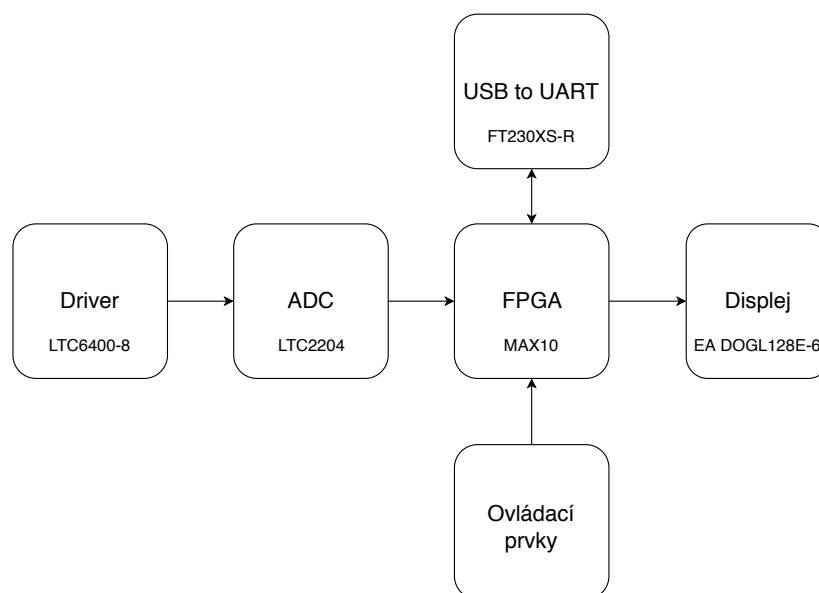 USB to UART
FT230XS-R
Driver
LTC6400-8
ADC
LTC2204
FPGA
MAX10
Displej
EA DOGL128E-6
Ovládací
prvky